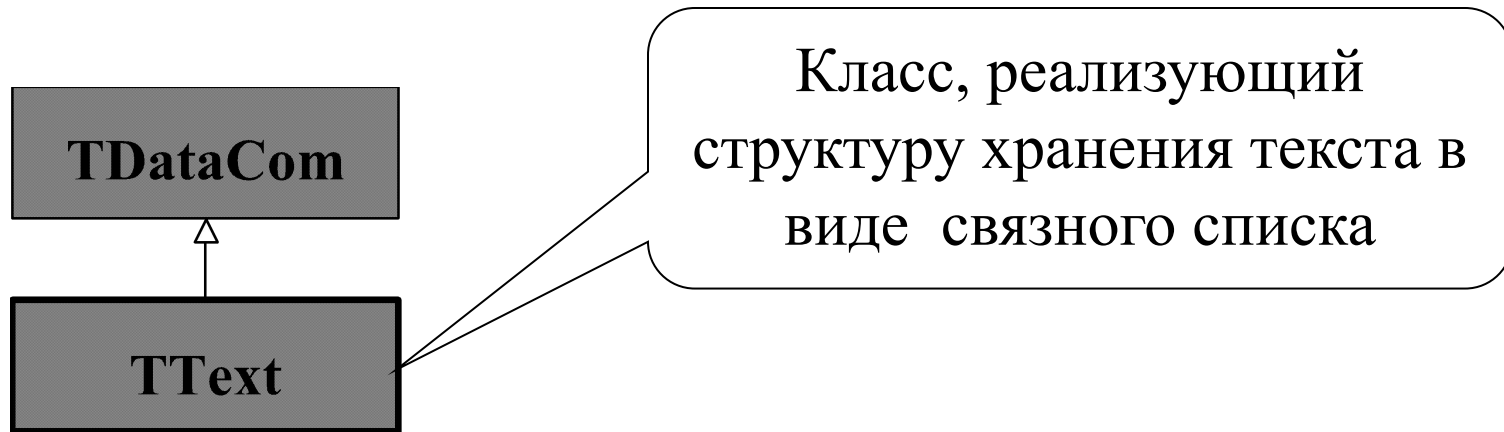 TDataCom
TText
Класс, реализующий
структуру хранения текста в
виде связного списка